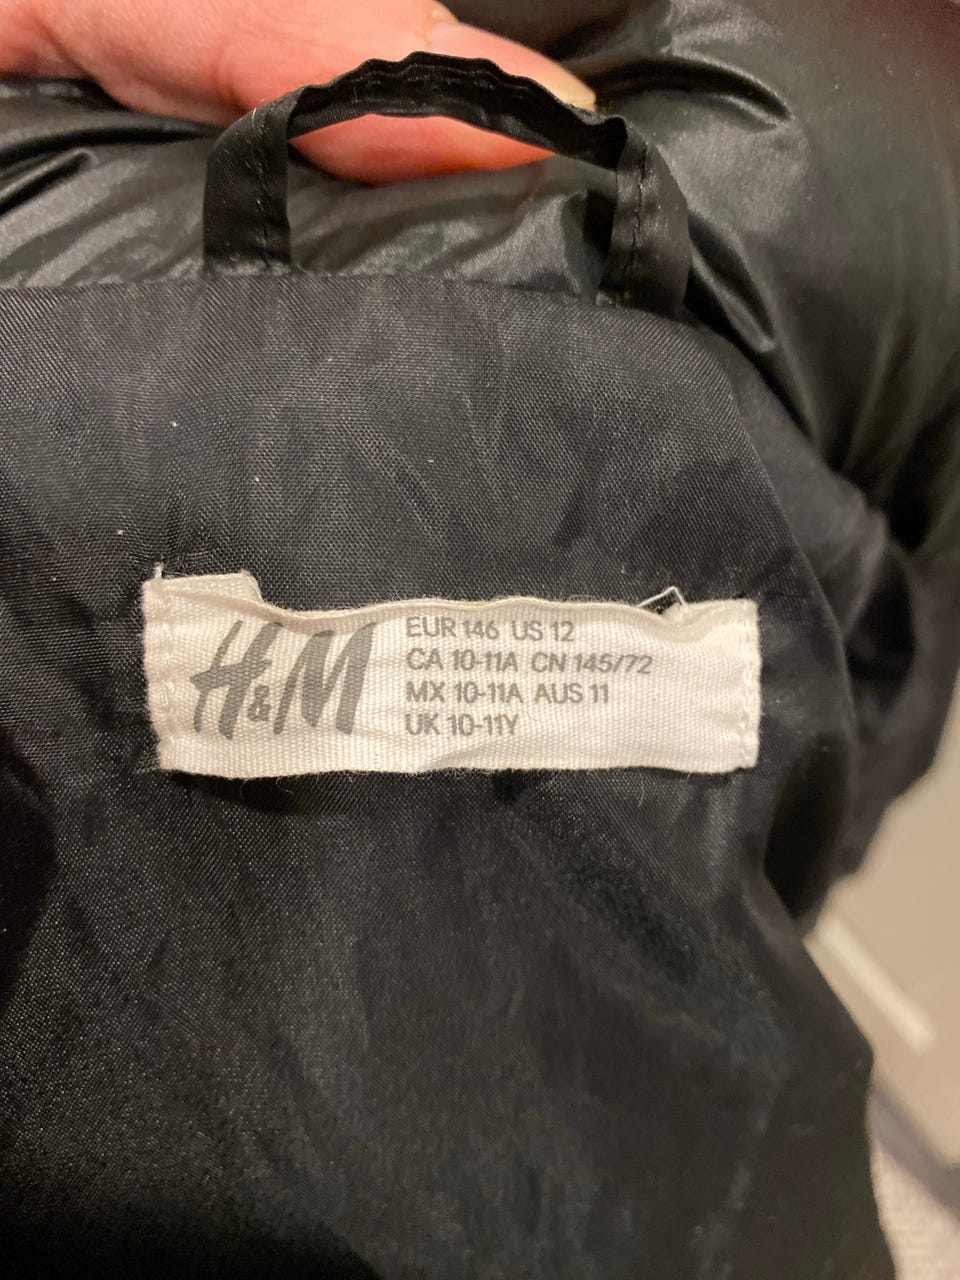 H&M
EUR 146 US 12
CA 10-11A CN 145/72
MX 10-11A AUS 11
UK 10-11Y